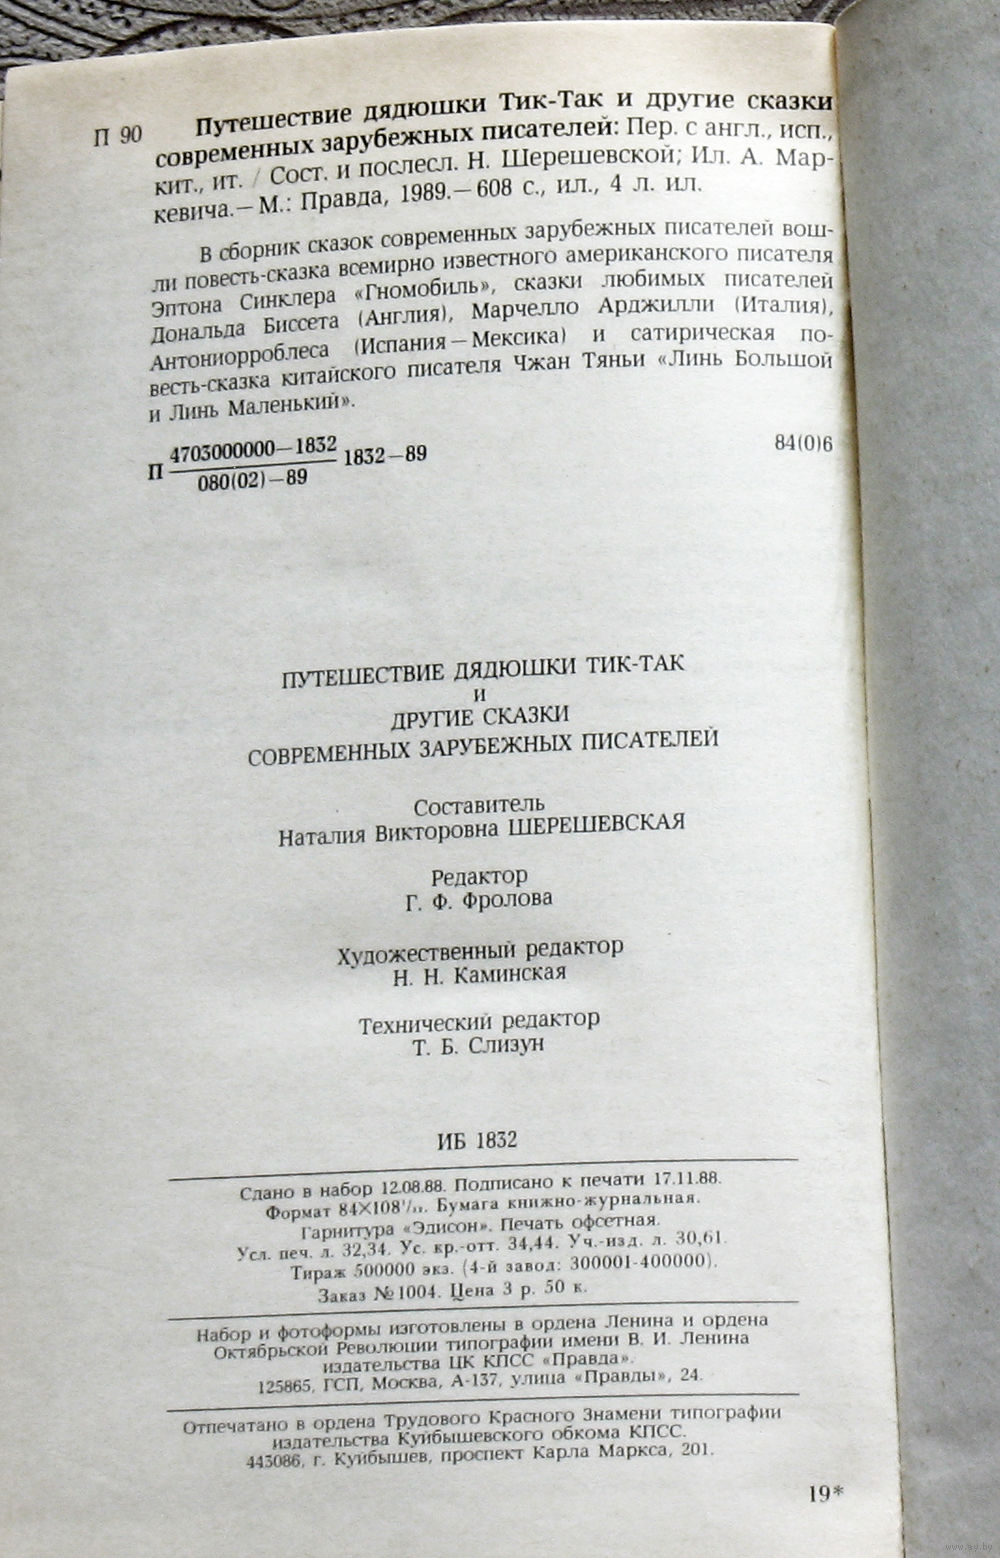 П 90 Путешествие дядюшки Тик-Так и другие сказки
современных зарубежных писателей: Пер. с англ., исп.,
кит., ит. / Сост. и послесл. Н. Шерешевской; Ил. А. Мар-
кевича.— М.: Правда, 1989.— 608 с., ил., 4 л. ил.
В сборник сказок современных зарубежных писателей вош-
ли повесть-сказка всемирно известного американского писателя
Эптона Синклера «Гномобиль», сказки любимых писателей
Дональда Биссета (Англия), Марчелло Арджилли (Италия),
Антониорроблеса (Испания — Мексика) и сатирическая по-
весть-сказка китайского писателя Чжан Тяньи «Линь Большой
и Линь Маленький».
П 4703000000—1832 / 080(02)—89 1832—89 84(0)6
ПУТЕШЕСТВИЕ ДЯДЮШКИ ТИК-ТАК
и
ДРУГИЕ СКАЗКИ
СОВРЕМЕННЫХ ЗАРУБЕЖНЫХ ПИСАТЕЛЕЙ
Составитель
Наталия Викторовна ШЕРЕШЕВСКАЯ
Редактор
Г. Ф. Фролова
Художественный редактор
Н. Н. Каминская
Технический редактор
Т. Б. Слизун
ИБ 1832
Сдано в набор 12.08.88. Подписано к печати 17.11.88.
Формат 84×108 Бумага книжно-журнальная.
Гарнитура «Эдисон». Печать офсетная.
Усл. печ. л. 32,34. Ус. кр.-отт. 34,44. Уч.-изд. л. 30,61.
Тираж 500000 экз. (4-й завод: 300001-400000).
Заказ №1004. Цена 3 р. 50 к.
Набор и фотоформы изготовлены в ордена Ленина и ордена
Октябрьской Революции типографии имени В. И. Ленина
издательства ЦК КПСС «Правда».
125865, ГСП, Москва, А-137, улица «Правды», 24.
Отпечатано в ордена Трудового Красного Знамени типографии
издательства Куйбышевского обкома КПСС.
443086, г. Куйбышев, проспект Карла Маркса, 201.
19*
www.ay.by